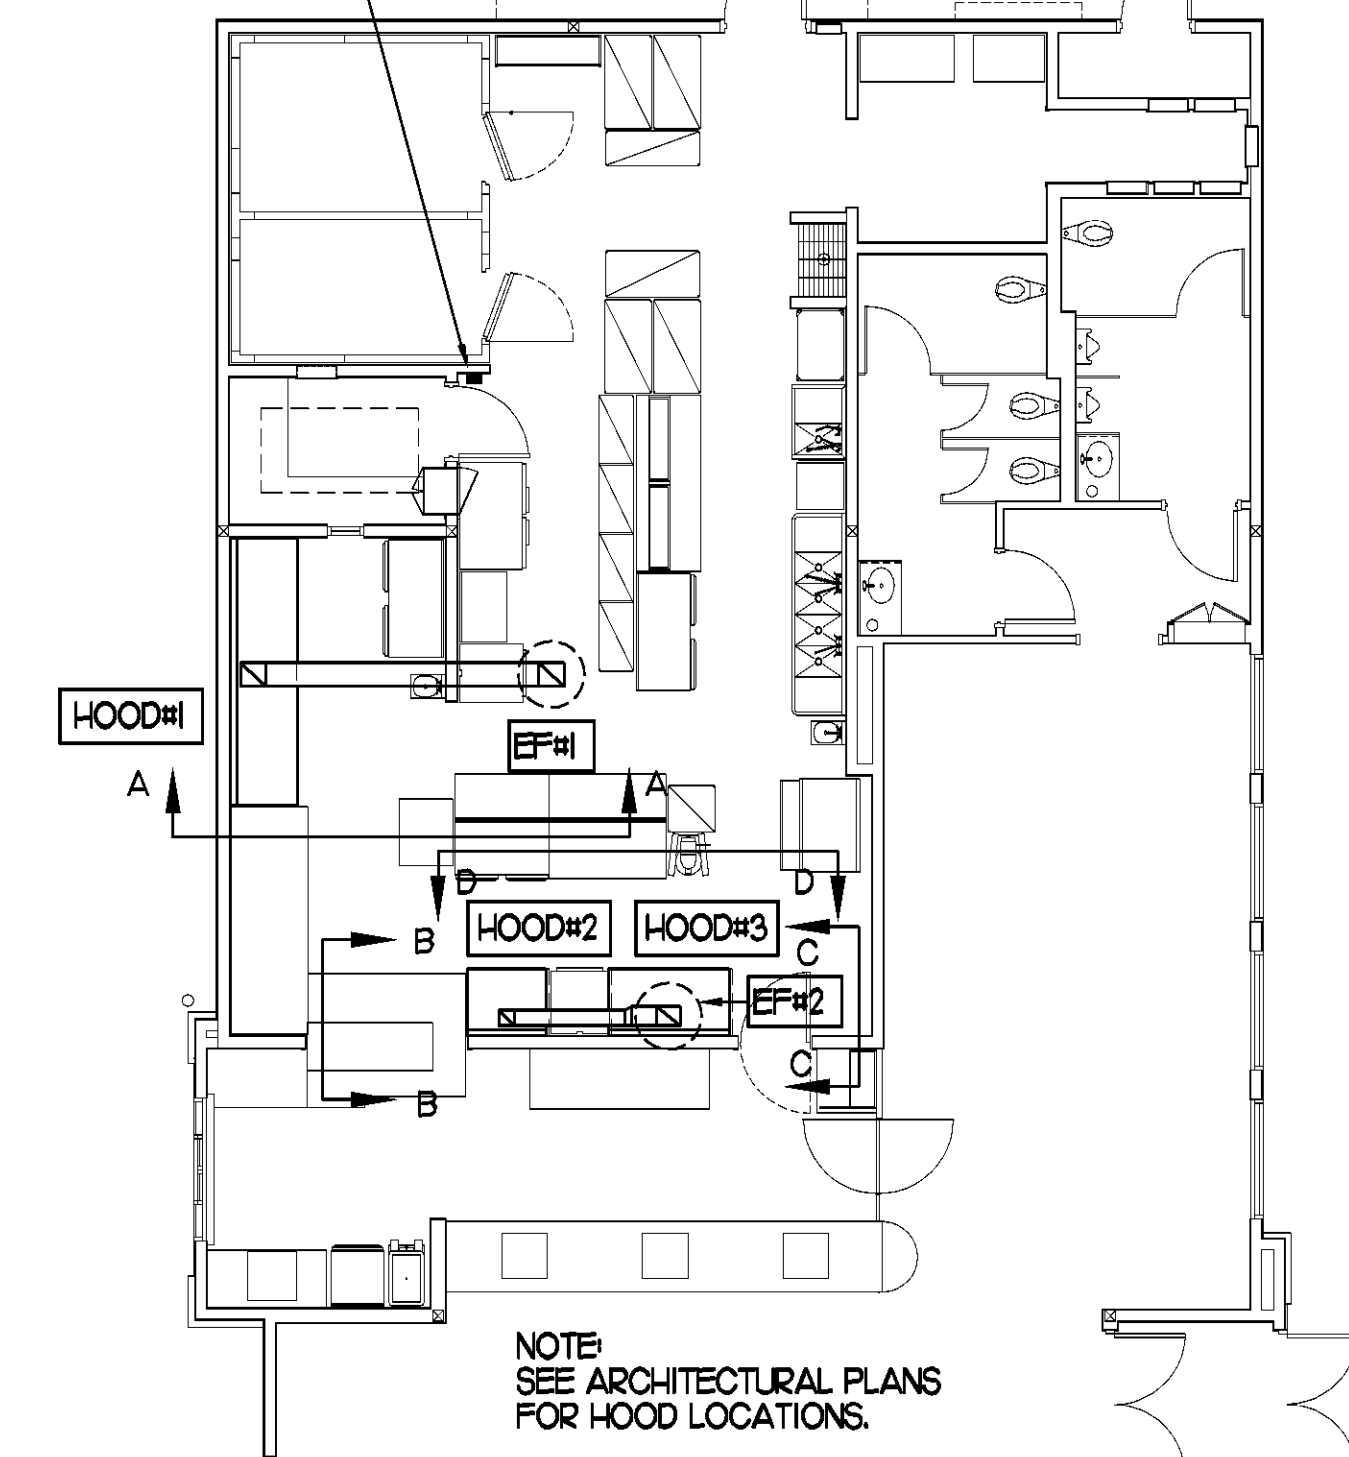 HOOD#1
EF#1
A
A
D
D
HOOD#2
HOOD#3
B
C
EF#2
C
B
NOTE:
SEE ARCHITECTURAL PLANS
FOR HOOD LOCATIONS.